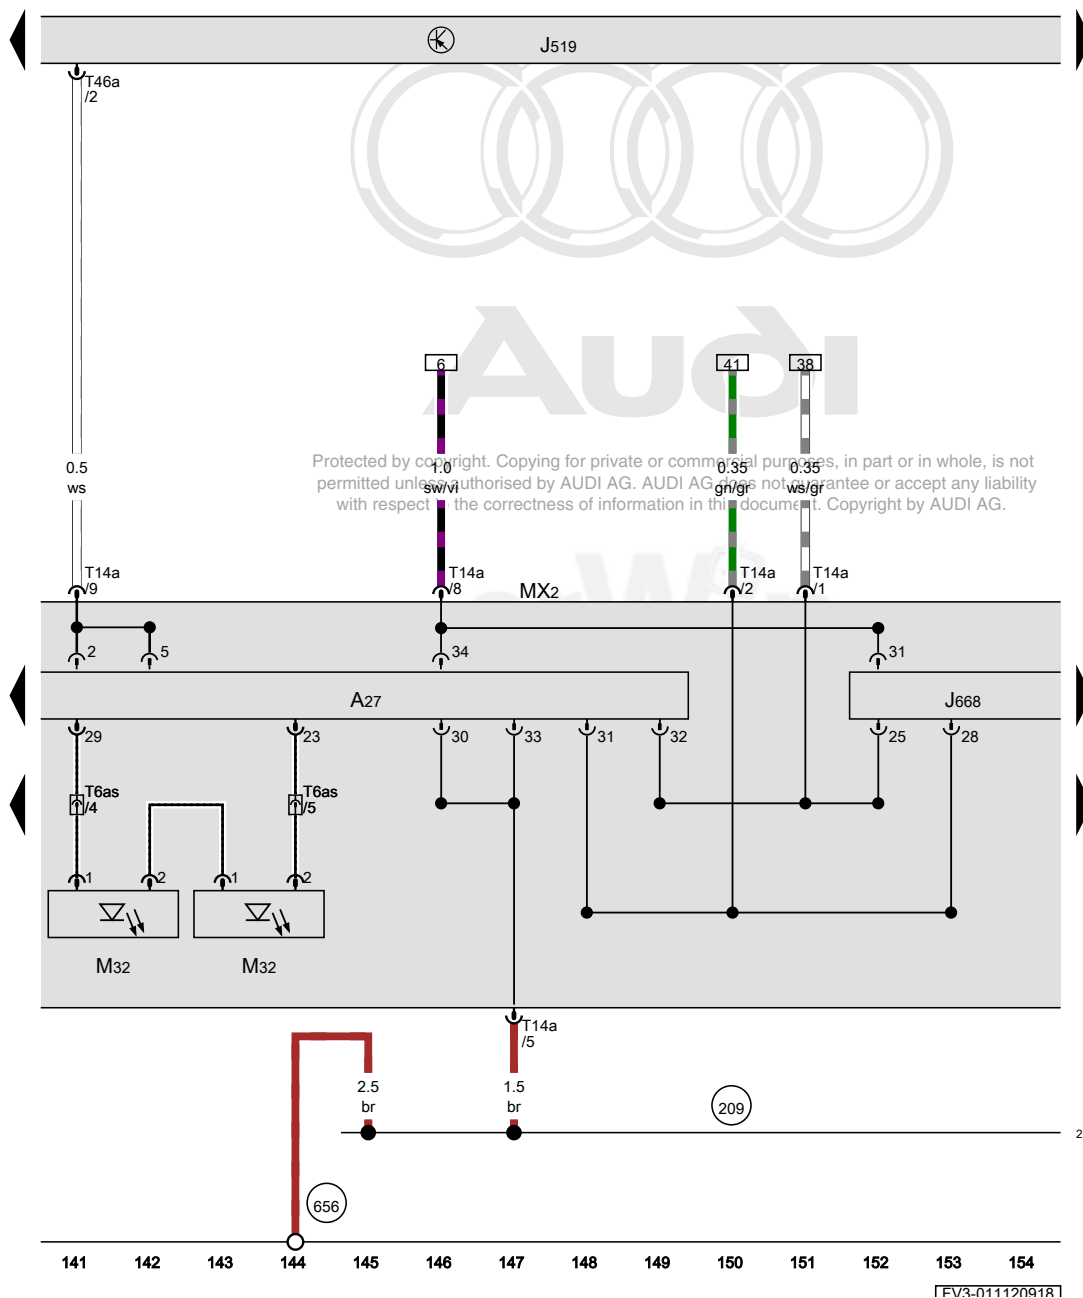 J519
T46a
/2
Audi
6
41
38
Protected by copyright. Copying for private or commercial purposes, in part or in whole, is not
permitted unless authorised by AUDI AG. AUDI AG does not guarantee or accept any liability
with respect to the correctness of information in this document. Copyright by AUDI AG.
0.5
ws
1.0
sw/vi
0.35
gn/gr
0.35
ws/gr
T14a
/9
T14a
/8
MX2
T14a
/2
T14a
/1
2
5
34
31
A27
J668
29
23
30
33
31
32
25
28
T6as
/4
T6as
/5
1
2
1
2
M32
M32
T14a
/5
2.5
br
1.5
br
209
2
656
141 142 143 144 145 146 147 148 149 150 151 152 153 154
EV3-011120918